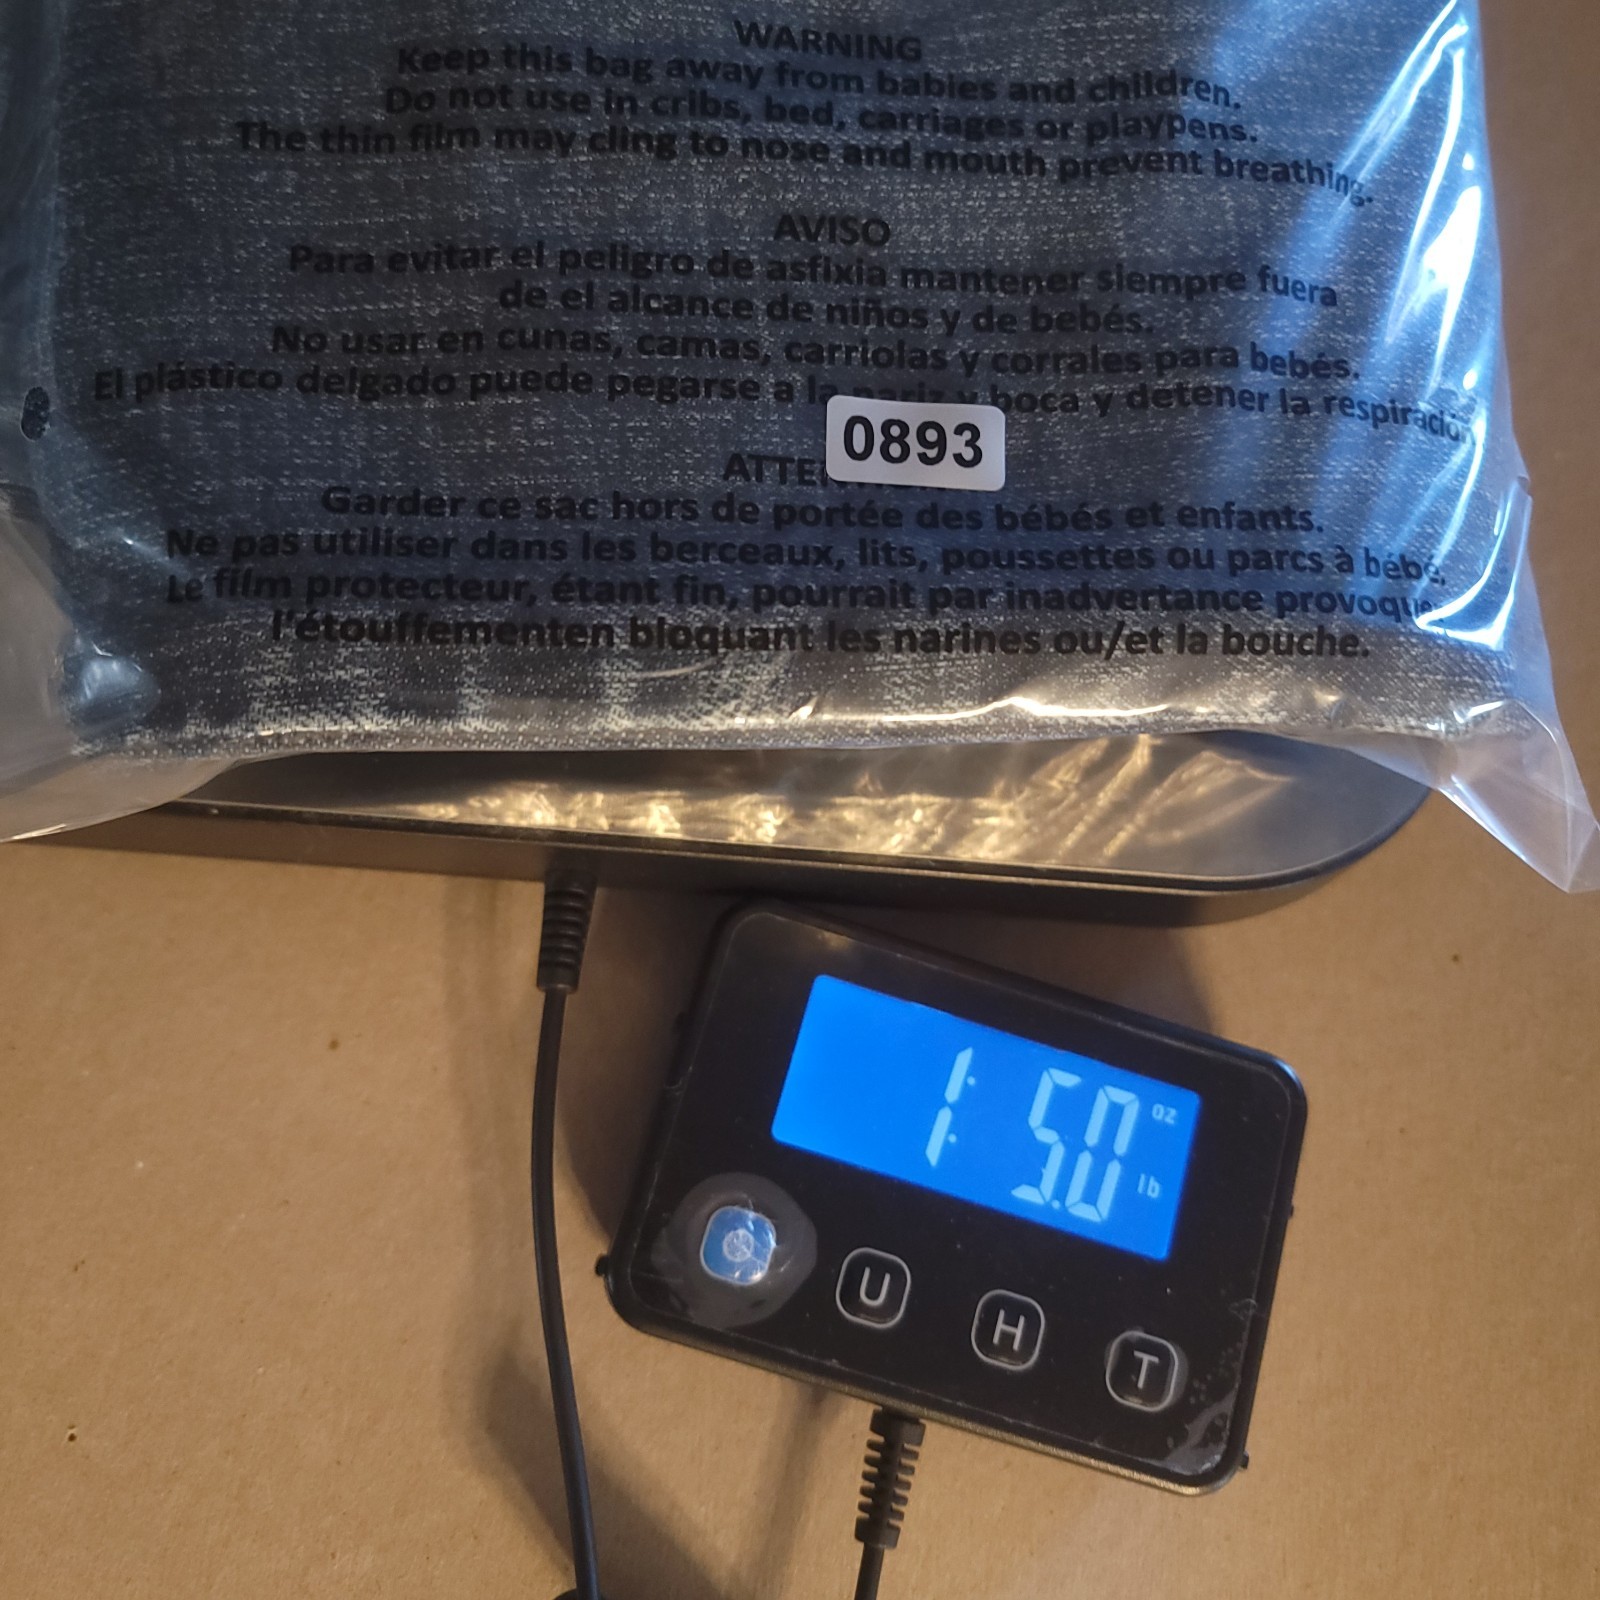 WARNING
Keep this bag away from babies and children.
Do not use in cribs, bed, carriages or playpens.
The thin film may cling to nose and mouth prevent breathing.
AVISO
Para evitar el peligro de asfixia mantener siempre fuera
de el alcance de niños y de bebés.
No usar en cunas, camas, carriolas y corrales para bebés.
El plástico delgado puede pegarse a la nariz y boca y detener la respiración
0893
Garder ce sac hors de portée des bébés et enfants.
Ne pas utiliser dans les berceaux, lits, poussettes ou parcs à bébé.
Le film protecteur, étant fin, pourrait par inadvertance
l'étouffementen bloquant les narines ou/et la bouche.
1 5.0 oz
lb
U H T